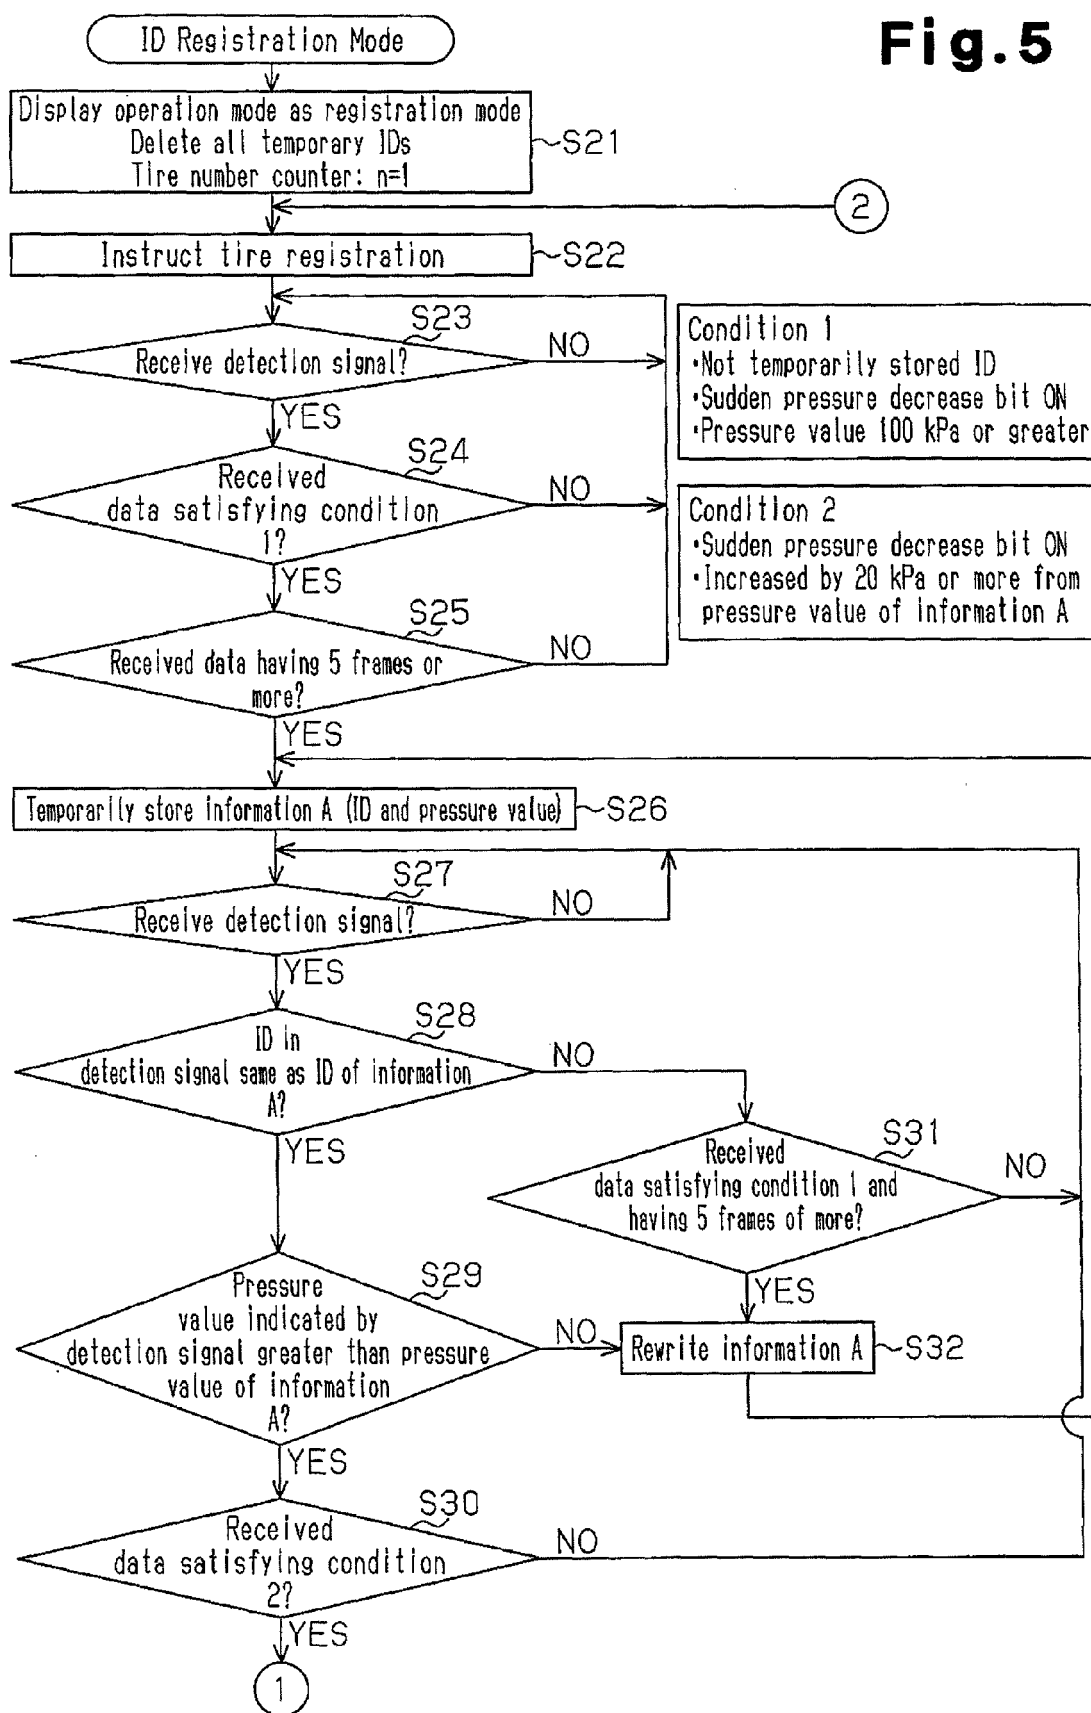 Fig.5
ID Registration Mode
Display operation mode as registration mode
Delete all temporary IDs
Tire number counter: n=1
S21
2
Instruct tire registration
S22
S23
Receive detection signal?
NO
YES
Condition 1
•Not temporarily stored ID
•Sudden pressure decrease bit ON
•Pressure value 100 kPa or greater
S24
Received
data satisfying condition
1?
NO
YES
Condition 2
•Sudden pressure decrease bit ON
•Increased by 20 kPa or more from
pressure value of information A
S25
Received data having 5 frames or
more?
NO
YES
Temporarily store information A (ID and pressure value)
S26
S27
Receive detection signal?
NO
YES
S28
ID in
detection signal same as ID of information
A?
NO
YES
S31
Received
data satisfying condition 1 and
having 5 frames of more?
NO
YES
S29
Pressure
value indicated by
detection signal greater than pressure
value of information
A?
NO
Rewrite information A
S32
YES
S30
Received
data satisfying condition
2?
NO
YES
1